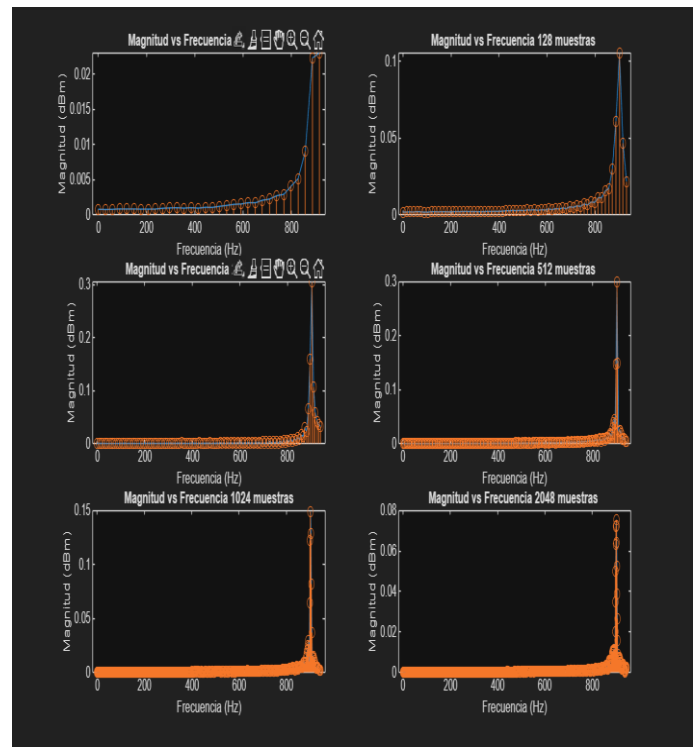 Magnitud vs Frecuencia
Magnitud (dBm)
0.02
0.015
0.01
0.005
0
0 200 400 600 800
Frecuencia (Hz)
Magnitud vs Frecuencia 128 muestras
Magnitud (dBm)
0.1
0.05
0
0 200 400 600 800
Frecuencia (Hz)
Magnitud vs Frecuencia
Magnitud (dBm)
0.3
0.2
0.1
0
0 200 400 600 800
Frecuencia (Hz)
Magnitud vs Frecuencia 512 muestras
Magnitud (dBm)
0.3
0.2
0.1
0
0 200 400 600 800
Frecuencia (Hz)
Magnitud vs Frecuencia 1024 muestras
Magnitud (dBm)
0.15
0.1
0.05
0
0 200 400 600 800
Frecuencia (Hz)
Magnitud vs Frecuencia 2048 muestras
Magnitud (dBm)
0.08
0.06
0.04
0.02
0
0 200 400 600 800
Frecuencia (Hz)